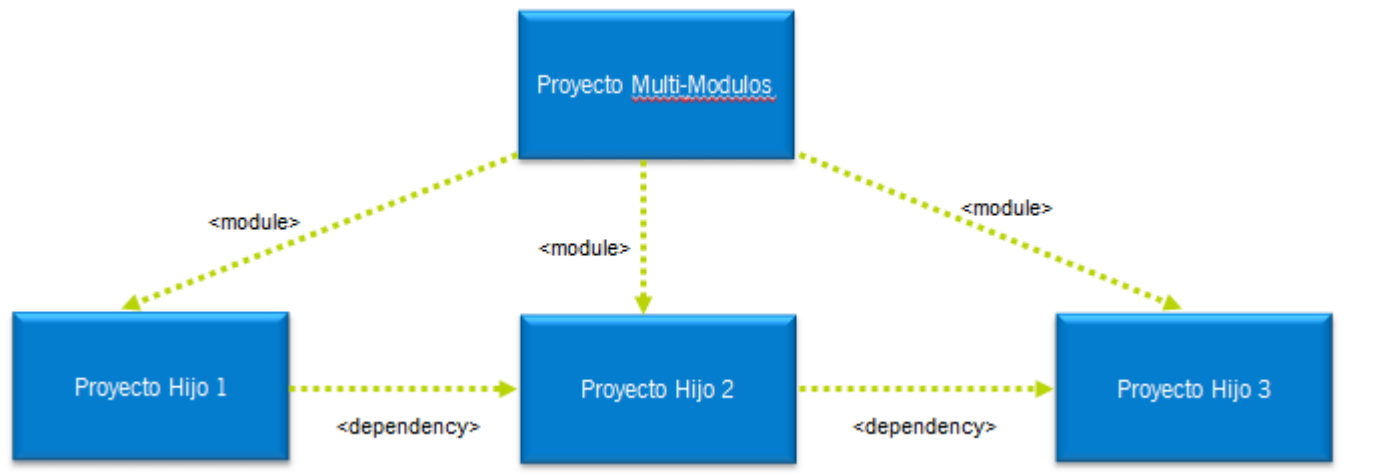 Proyecto Multi-Modulos
<module>
<module>
<module>
Proyecto Hijo 1
Proyecto Hijo 2
Proyecto Hijo 3
<dependency>
<dependency>